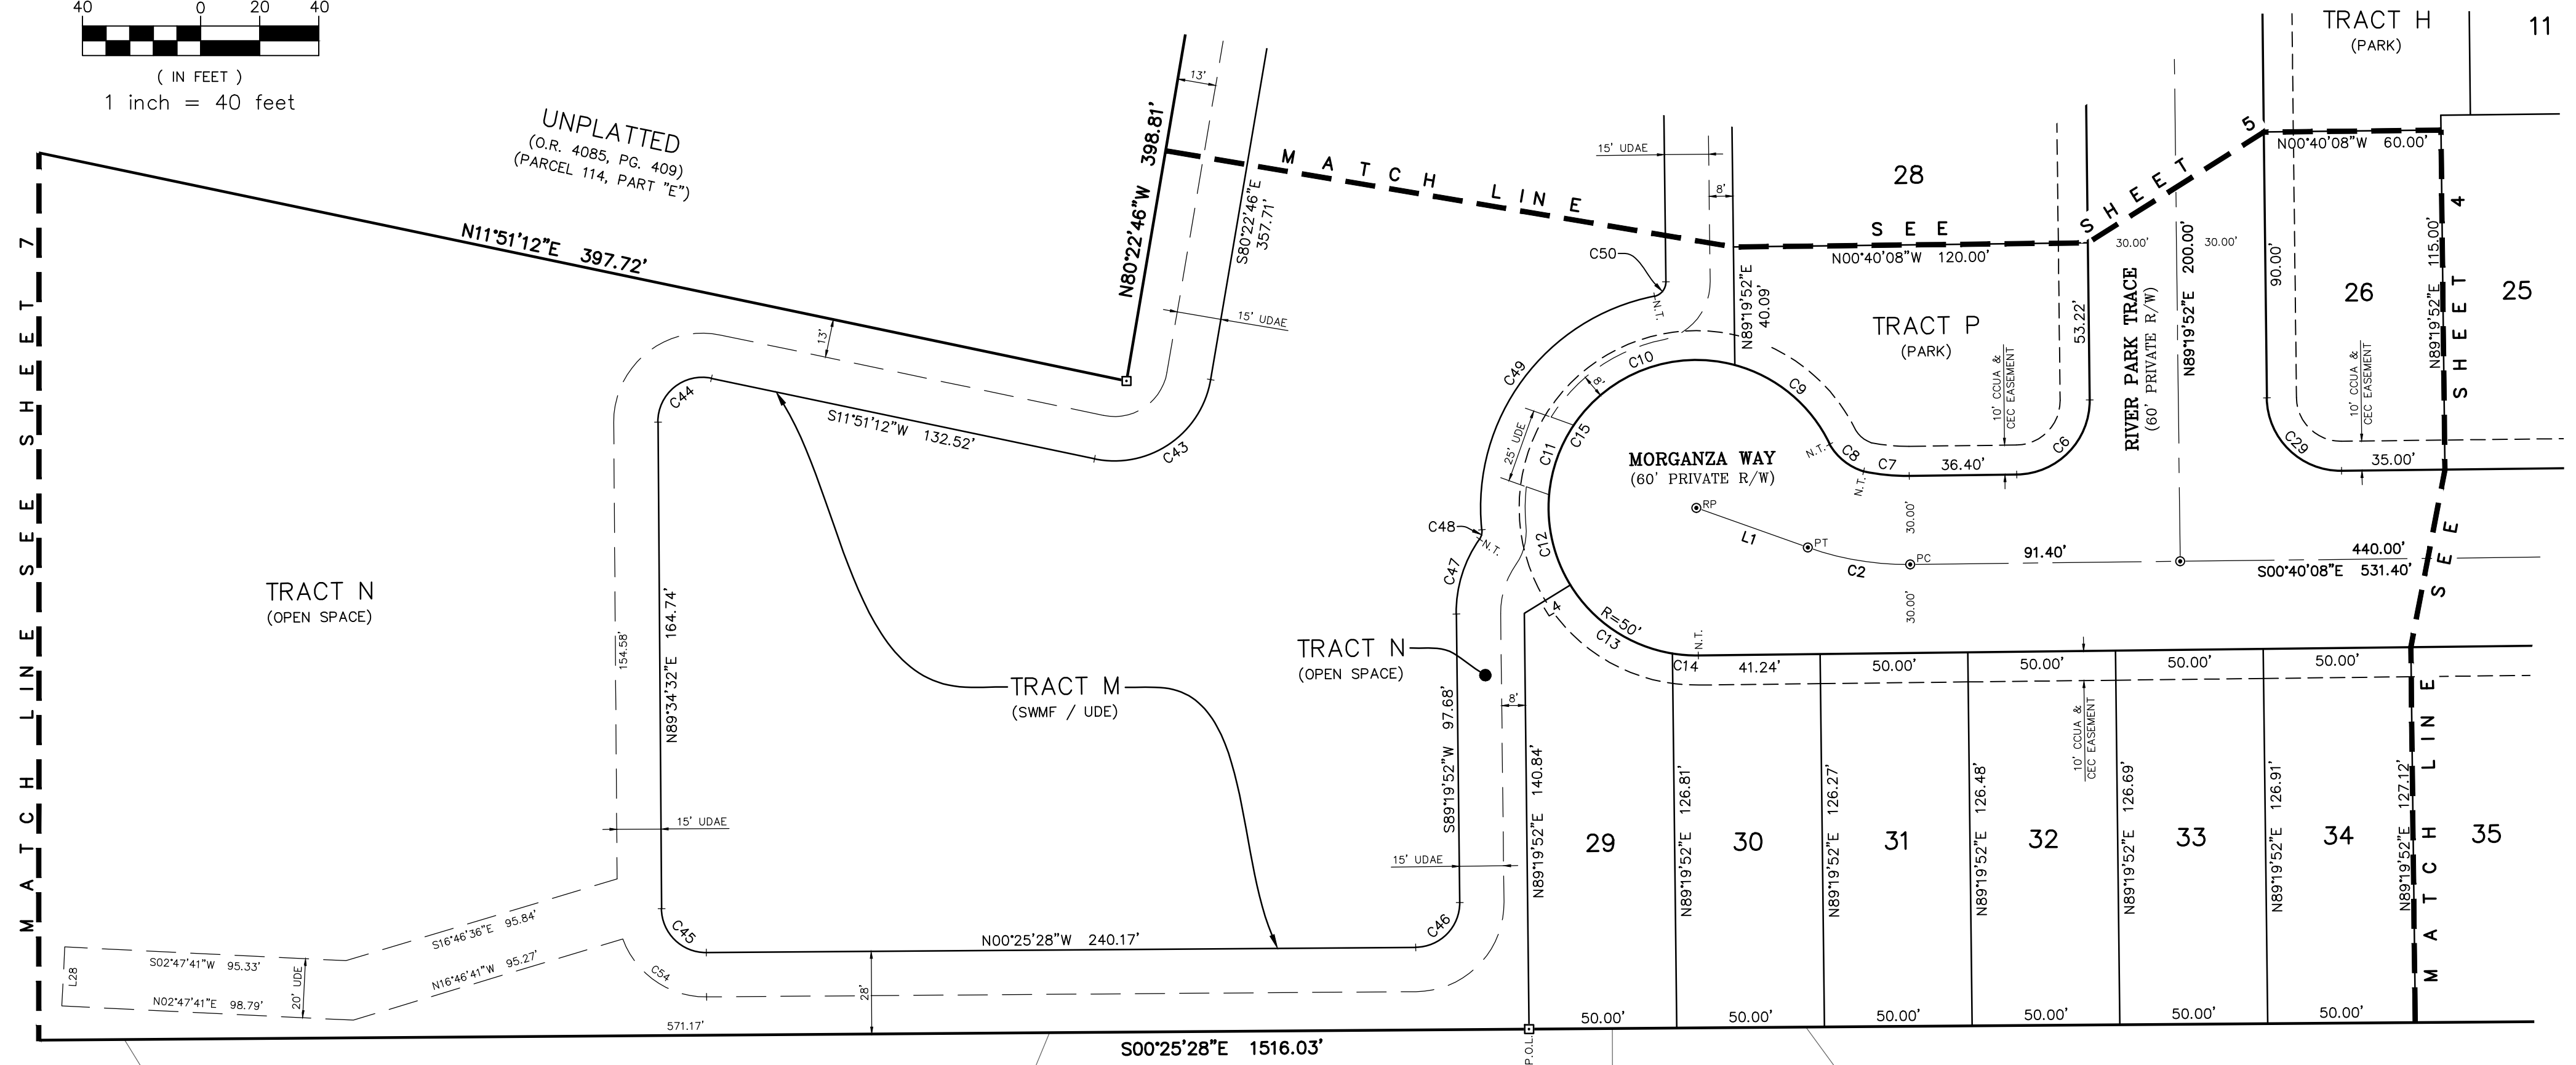 40 0 20 40
( IN FEET )
1 inch = 40 feet
UNPLATTED
(O.R. 4085, PG. 409)
(PARCEL 114, PART "E")
N11°51'12"E 397.72'
N80°22'46"W 398.81'
13'
13'
S80°22'46"E
357.71'
15' UDAE
MATCH LINE SEE SHEET 5
MATCH LINE SEE SHEET 7
TRACT N
(OPEN SPACE)
C44
S11°51'12"W 132.52'
C43
154.58'
N89°34'32"E 164.74'
15' UDAE
TRACT M
(SWMF / UDE)
C45
N00°25'28"W 240.17'
C46
S16°46'36"E 95.84'
N16°46'41"W 95.27'
S02°47'41"W 95.33'
N02°47'41"E 98.79'
L28
20' UDE
C54
28'
571.17'
S00°25'28"E 1516.03'
P.O.L.
TRACT N
(OPEN SPACE)
S89°19'52"W 97.68'
15' UDAE
8'
C47
C48
N.T.
C49
C50
N.T.
15' UDAE
8'
28
N00°40'08"W 120.00'
N89°19'52"E
40.09'
TRACT P
(PARK)
53.22'
10' CCUA &
CEC EASEMENT
C10
8'
C15
C11
25' UDE
C12
L4
R=50'
C13
C14
N.T.
C9
N.T.
C8
N.T.
C7
36.40'
C6
MORGANZA WAY
(60' PRIVATE R/W)
RP
L1
PT
C2
PC
30.00'
30.00'
91.40'
440.00'
S00°40'08"E 531.40'
30.00' 30.00'
RIVER PARK TRACE
(60' PRIVATE R/W)
N89°19'52"E 200.00'
TRACT H
(PARK)
11
N00°40'08"W 60.00'
90.00'
26
N89°19'52"E 115.00'
10' CCUA &
CEC EASEMENT
C29
35.00'
25
MATCH LINE SEE SHEET 4
41.24' 50.00' 50.00' 50.00' 50.00'
10' CCUA &
CEC EASEMENT
N89°19'52"E 140.84'
29
N89°19'52"E 126.81'
30
N89°19'52"E 126.27'
31
N89°19'52"E 126.48'
32
N89°19'52"E 126.69'
33
N89°19'52"E 126.91'
34
N89°19'52"E 127.12'
35
50.00' 50.00' 50.00' 50.00' 50.00' 50.00'